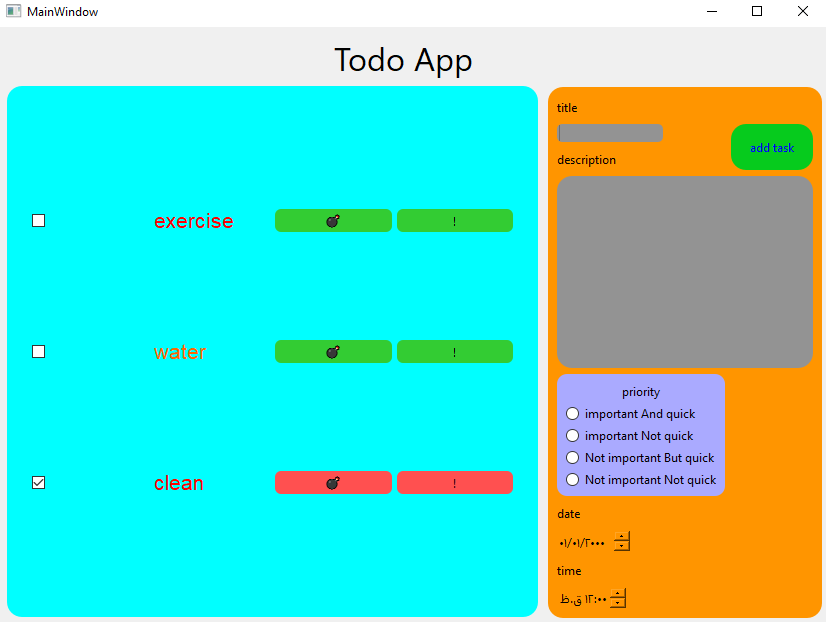 MainWindow
Todo App
exercise
!
water
!
clean
!
title
add task
description
priority
important And quick
important Not quick
Not important But quick
Not important Not quick
date
۰۱/۰۱/۲۰۰۰
time
۱۲:۰۰ ق.ظ